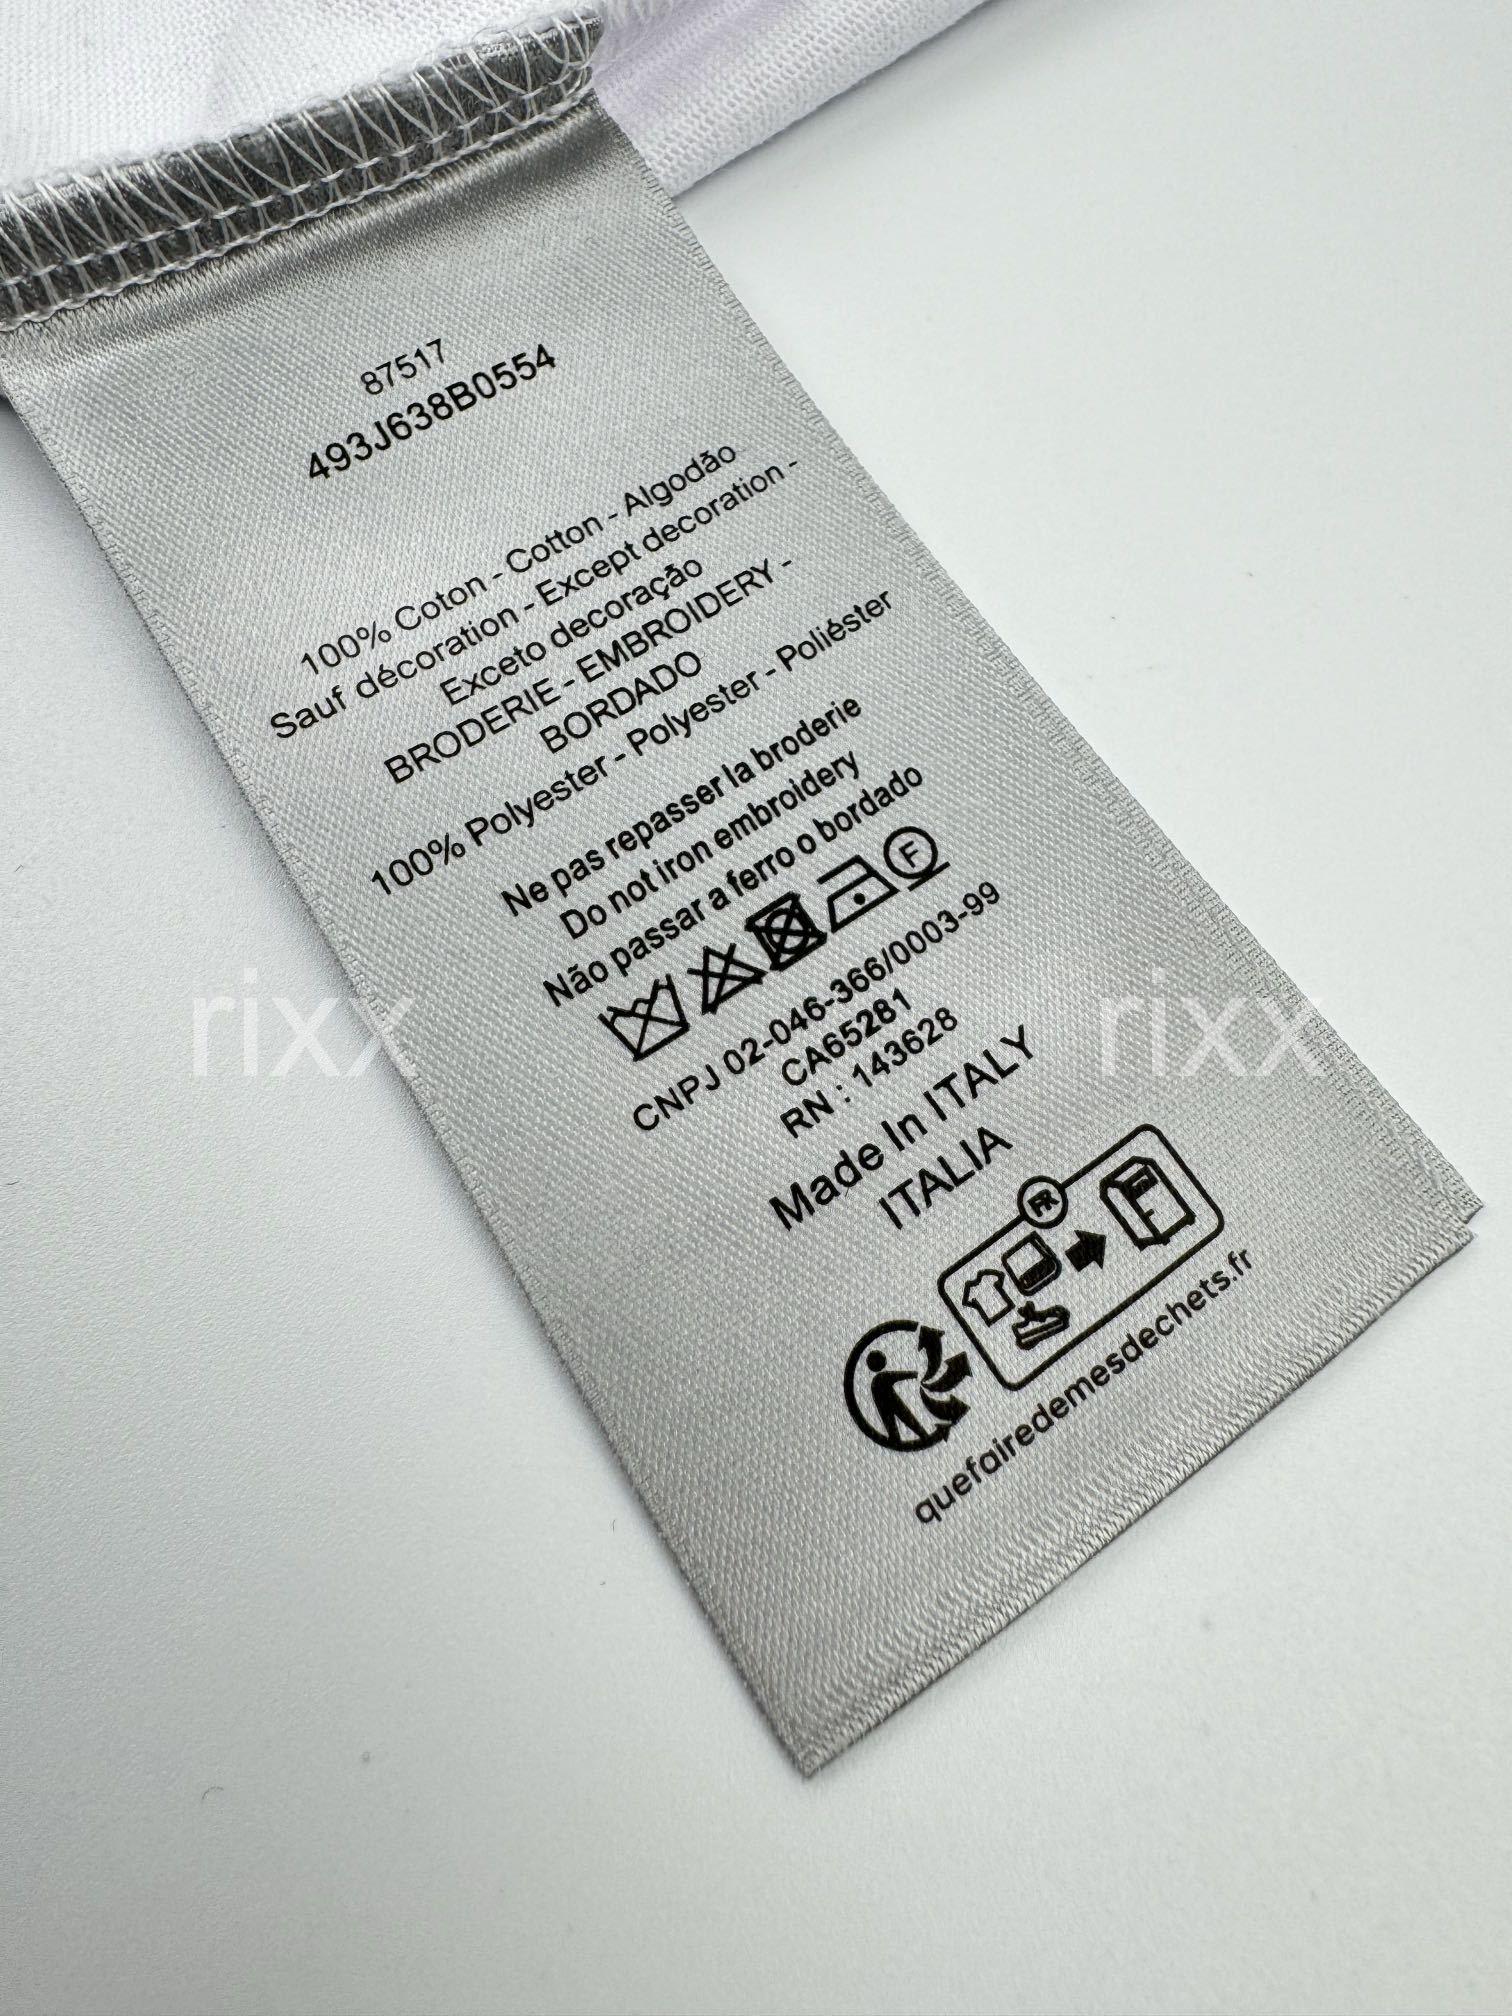 87517
493J638B0554
100% Coton - Cotton - Algodão
Sauf décoration - Except decoration -
Exceto decoração
BRODERIE - EMBROIDERY -
BORDADO
100% Polyester - Polyester - Poliéster
Ne pas repasser la broderie
Do not iron embroidery
Não passar a ferro o bordado
F
CNPJ 02-046-366/0003-99
CA65281
RN : 143628
Made In ITALY
ITALIA
FR
quefairedemesdechets.fr
rixx rixx